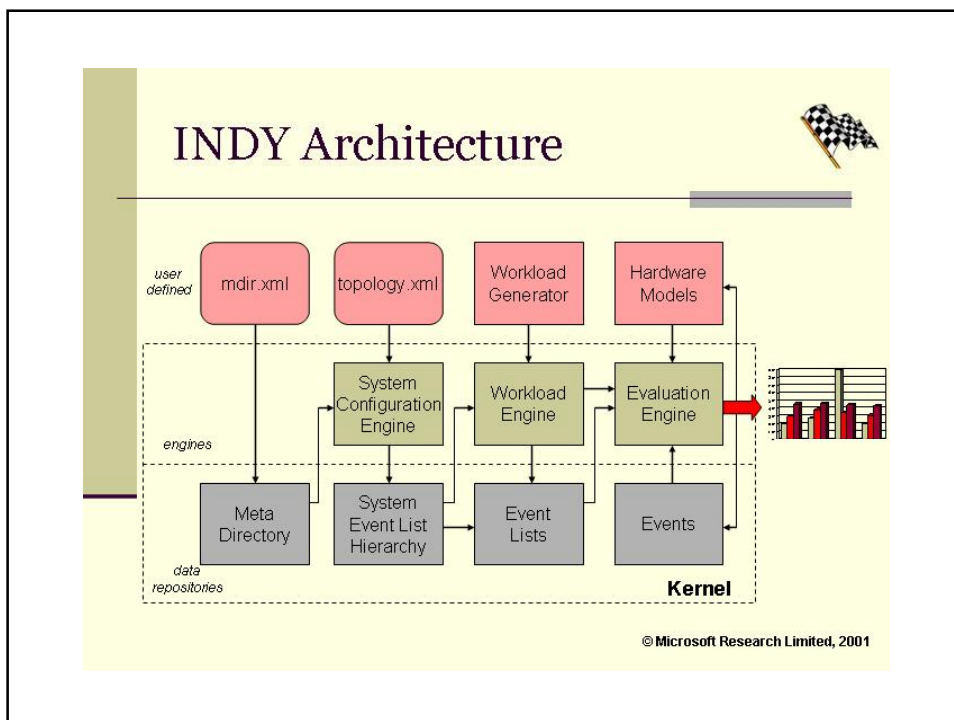 INDY Architecture
user
defined
mdir.xml
topology.xml
Workload
Generator
Hardware
Models
System
Configuration
Engine
Workload
Engine
Evaluation
Engine
engines
Meta
Directory
System
Event List
Hierarchy
Event
Lists
Events
data
repositories
Kernel
© Microsoft Research Limited, 2001